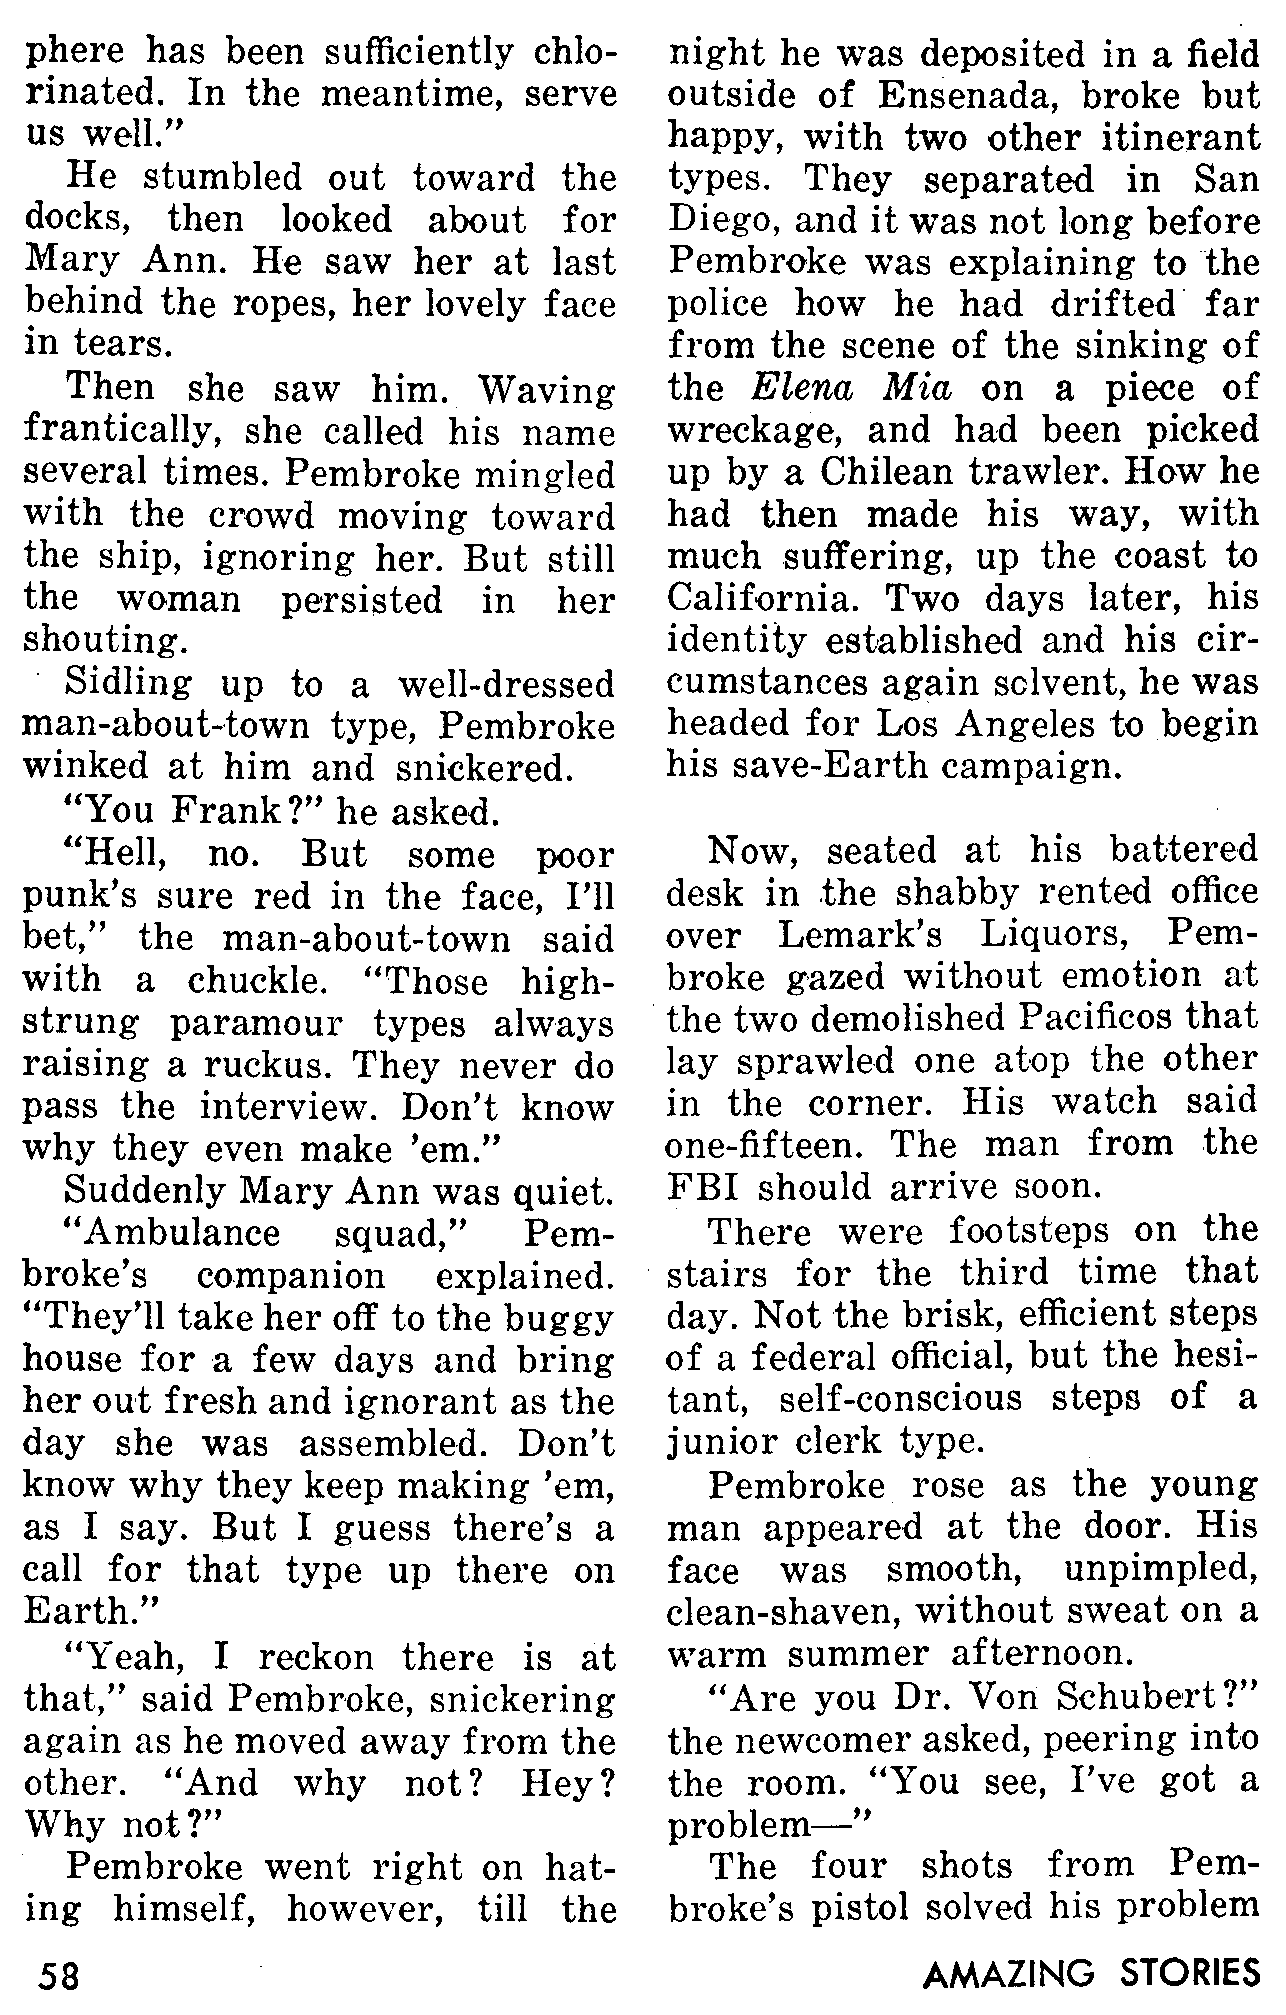 phere has been sufficiently chlo-
rinated. In the meantime, serve
us well.”
He stumbled out toward the
docks, then looked about for
Mary Ann. He saw her at last
behind the ropes, her lovely face
in tears.
Then she saw him. Waving
frantically, she called his name
several times. Pembroke mingled
with the crowd moving toward
the ship, ignoring her. But still
the woman persisted in her
shouting.
Sidling up to a well-dressed
man-about-town type, Pembroke
winked at him and snickered.
“You Frank?” he asked.
“Hell, no. But some poor
punk’s sure red in the face, I’ll
bet,” the man-about-town said
with a chuckle. “Those high-
strung paramour types always
raising a ruckus. They never do
pass the interview. Don’t know
why they even make ’em.”
Suddenly Mary Ann was quiet.
“Ambulance squad,” Pem-
broke’s companion explained.
“They’ll take her off to the buggy
house for a few days and bring
her out fresh and ignorant as the
day she was assembled. Don’t
know why they keep making ’em,
as I say. But I guess there’s a
call for that type up there on
Earth.”
“Yeah, I reckon there is at
that,” said Pembroke, snickering
again as he moved away from the
other. “And why not? Hey?
Why not?”
Pembroke went right on hat-
ing himself, however, till the
night he was deposited in a field
outside of Ensenada, broke but
happy, with two other itinerant
types. They separated in San
Diego, and it was not long before
Pembroke was explaining to the
police how he had drifted far
from the scene of the sinking of
the Elena Mia on a piece of
wreckage, and had been picked
up by a Chilean trawler. How he
had then made his way, with
much suffering, up the coast to
California. Two days later, his
identity established and his cir-
cumstances again solvent, he was
headed for Los Angeles to begin
his save-Earth campaign.
Now, seated at his battered
desk in the shabby rented office
over Lemark’s Liquors, Pem-
broke gazed without emotion at
the two demolished Pacificos that
lay sprawled one atop the other
in the corner. His watch said
one-fifteen. The man from the
FBI should arrive soon.
There were footsteps on the
stairs for the third time that
day. Not the brisk, efficient steps
of a federal official, but the hesi-
tant, self-conscious steps of a
junior clerk type.
Pembroke rose as the young
man appeared at the door. His
face was smooth, unpimpled,
clean-shaven, without sweat on a
warm summer afternoon.
“Are you Dr. Von Schubert?”
the newcomer asked, peering into
the room. “You see, I’ve got a
problem—”
The four shots from Pem-
broke’s pistol solved his problem
58
AMAZING STORIES